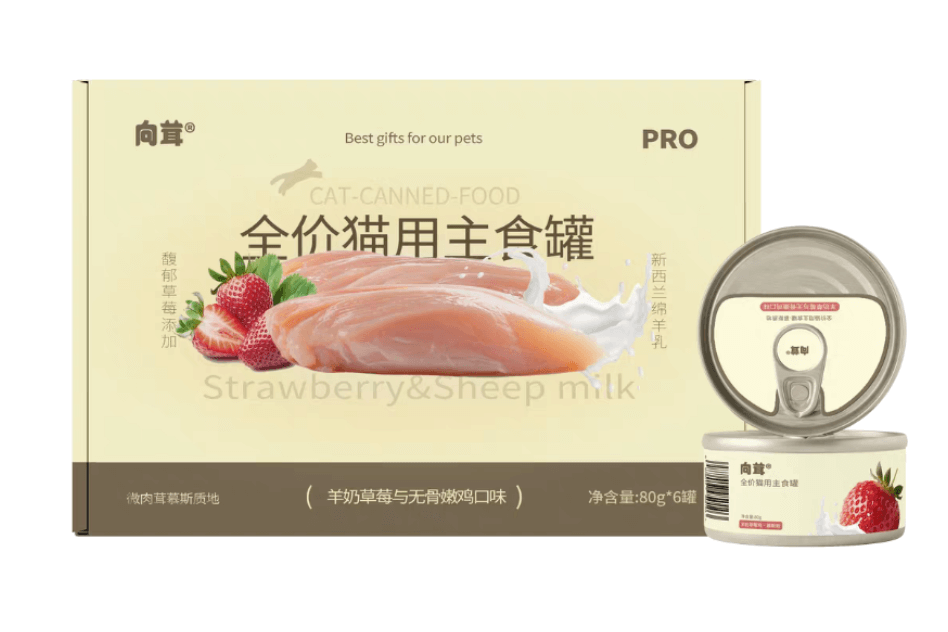 向茸®
Best gifts for our pets
PRO
CAT-CANNED-FOOD
全价猫用主食罐
馥郁草莓添加
新西兰绵羊乳
Strawberry&Sheep milk
微肉茸慕斯质地
(羊奶草莓与无骨嫩鸡口味)
净含量:80g*6罐
向茸®
向茸®
全价猫用主食罐